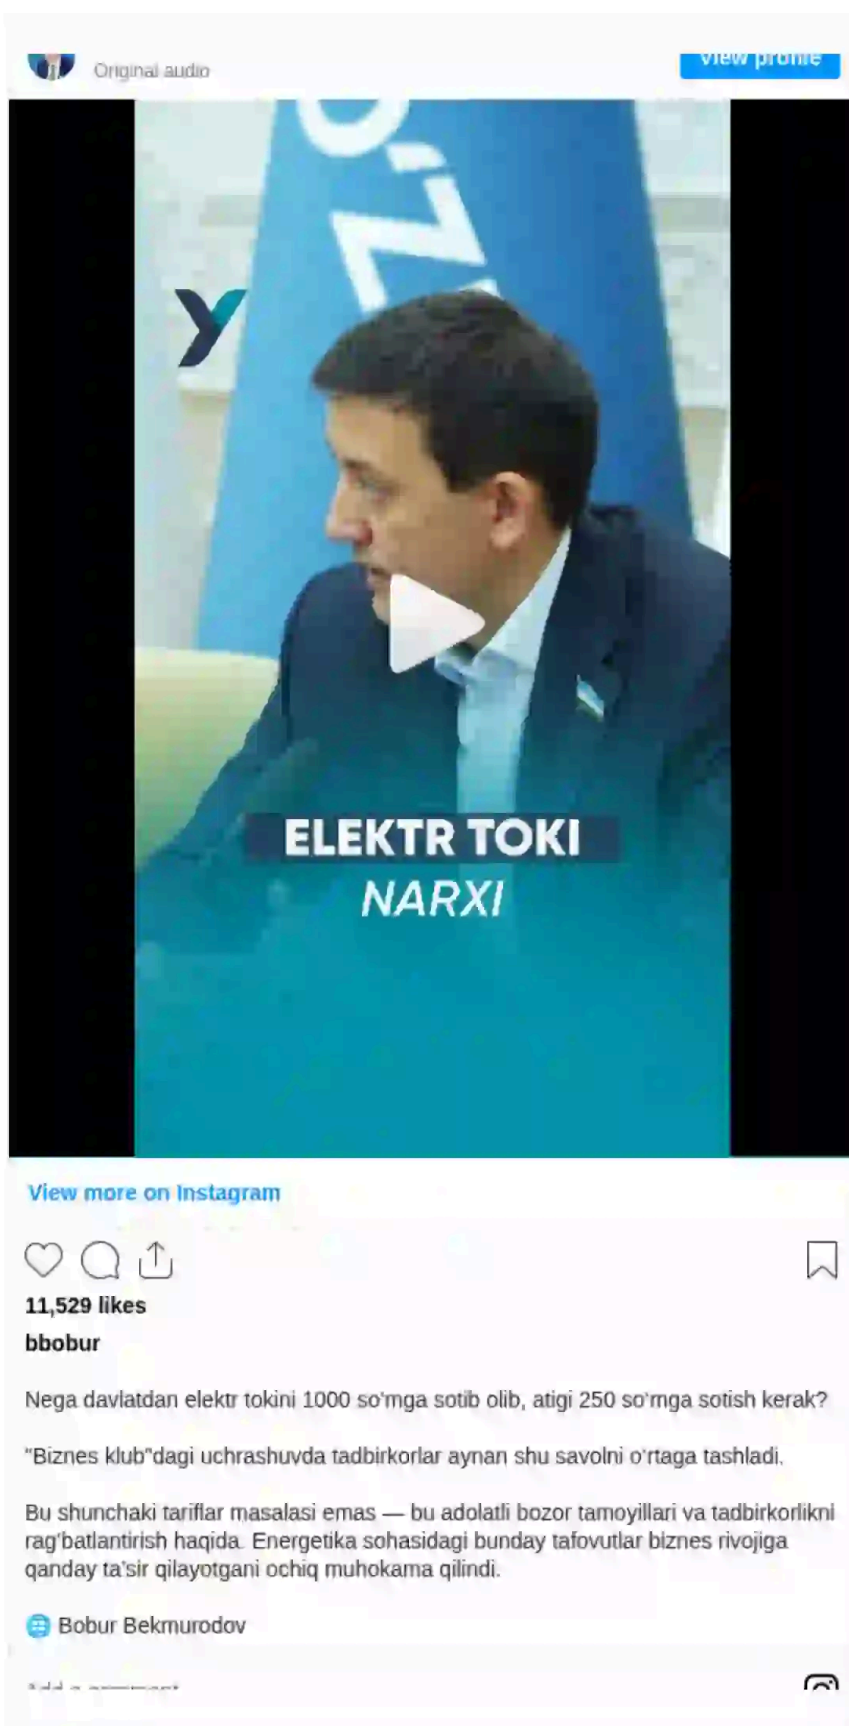 Original audio
View profile
O'Z
ELEKTR TOKI
NARXI
View more on Instagram
11,529 likes
bbobur
Nega davlatdan elektr tokini 1000 so'mga sotib olib, atigi 250 so'mga sotish kerak?
"Biznes klub"dagi uchrashuvda tadbirkorlar aynan shu savolni o'rtaga tashladi.
Bu shunchaki tariflar masalasi emas — bu adolatli bozor tamoyillari va tadbirkorlikni
rag'batlantirish haqida. Energetika sohasidagi bunday tafovutlar biznes rivojiga
qanday ta'sir qilayotgani ochiq muhokama qilindi.
🌐 Bobur Bekmurodov
Add a comment